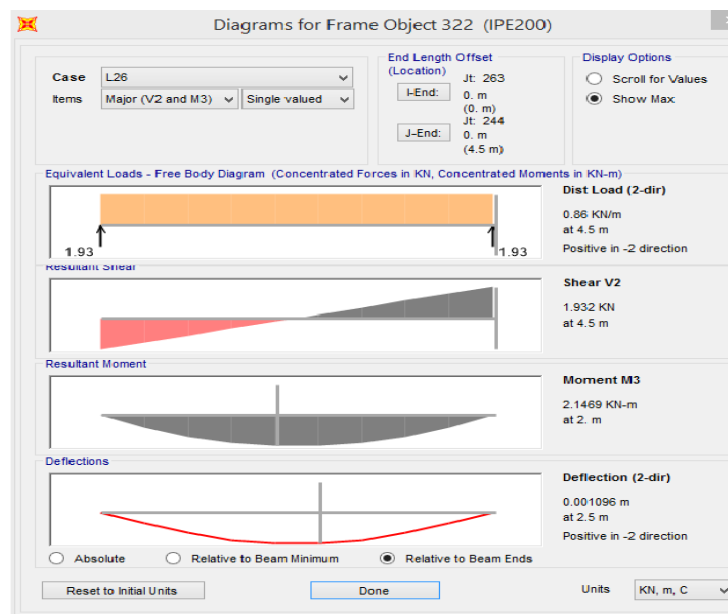 Diagrams for Frame Object 322 (IPE200)
Case
L26
Items
Major (V2 and M3)
Single valued
End Length Offset
(Location)
I-End:
Jt: 263
0. m
(0. m)
J-End:
Jt: 244
0. m
(4.5 m)
Display Options
Scroll for Values
Show Max
Equivalent Loads - Free Body Diagram (Concentrated Forces in KN, Concentrated Moments in KN-m)
1.93
1.93
Dist Load (2-dir)
0.86 KN/m
at 4.5 m
Positive in -2 direction
Resultant Shear
Shear V2
1.932 KN
at 4.5 m
Resultant Moment
Moment M3
2.1469 KN-m
at 2. m
Deflections
Deflection (2-dir)
0.001096 m
at 2.5 m
Positive in -2 direction
Absolute
Relative to Beam Minimum
Relative to Beam Ends
Reset to Initial Units
Done
Units
KN, m, C